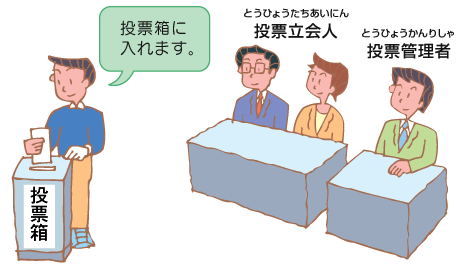 投票箱に
入れます。
とうひょうたちあいにん
投票立会人
とうひょうかんりしゃ
投票管理者
投票箱